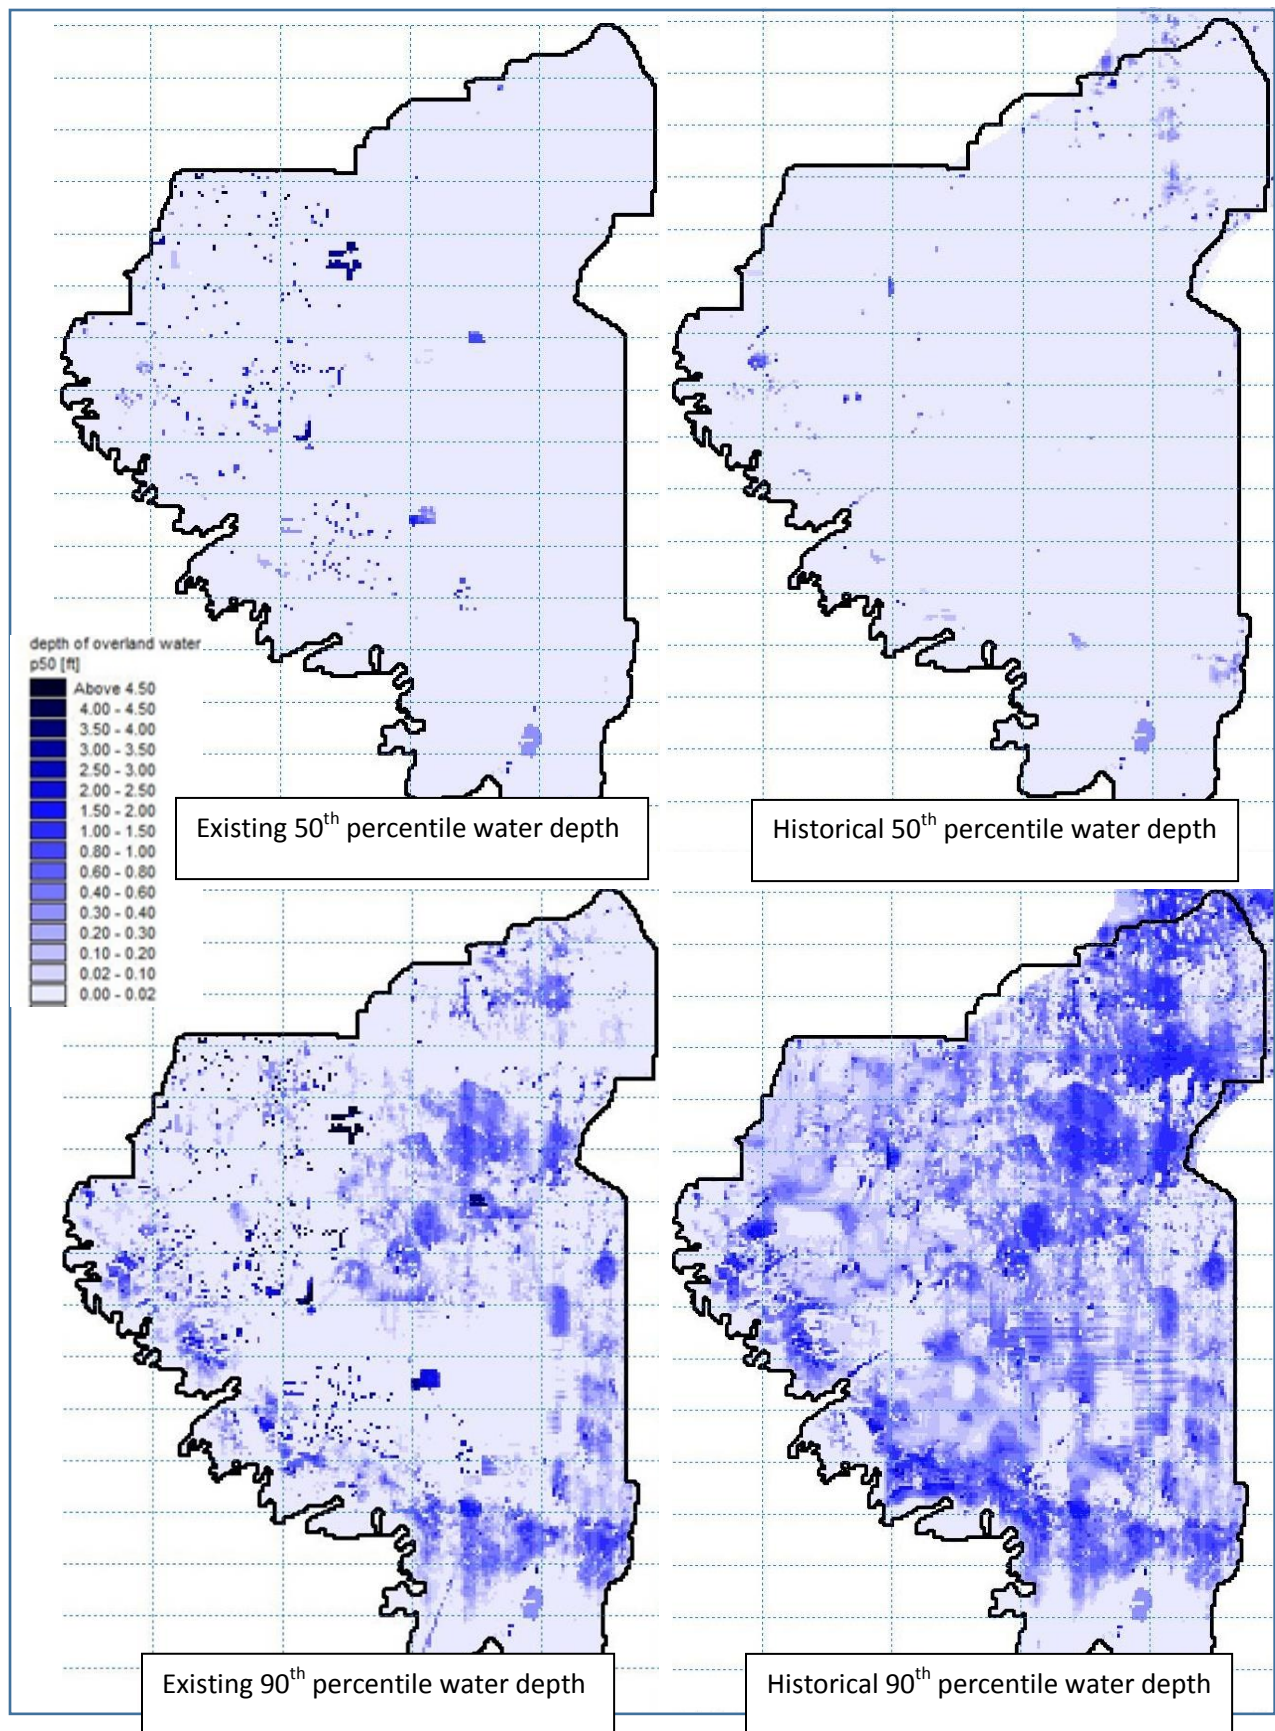 depth of overland water
p50 [ft]
Above 4.50
4.00 - 4.50
3.50 - 4.00
3.00 - 3.50
2.50 - 3.00
2.00 - 2.50
1.50 - 2.00
1.00 - 1.50
0.80 - 1.00
0.60 - 0.80
0.40 - 0.60
0.30 - 0.40
0.20 - 0.30
0.10 - 0.20
0.02 - 0.10
0.00 - 0.02
Existing 50th percentile water depth
Historical 50th percentile water depth
Existing 90th percentile water depth
Historical 90th percentile water depth